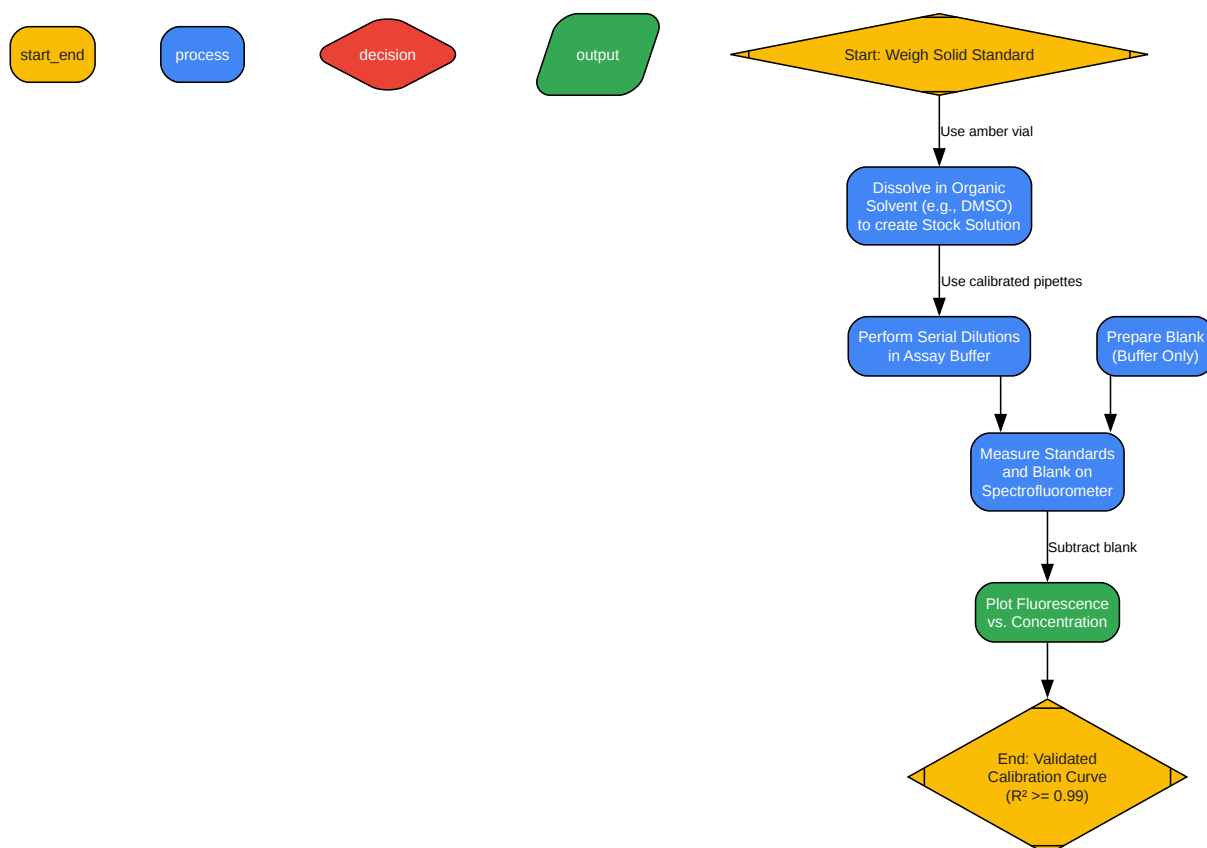 start_end
process
decision
output
Start: Weigh Solid Standard
Use amber vial
Dissolve in Organic
Solvent (e.g., DMSO)
to create Stock Solution
Use calibrated pipettes
Perform Serial Dilutions
in Assay Buffer
Prepare Blank
(Buffer Only)
Measure Standards
and Blank on
Spectrofluorometer
Subtract blank
Plot Fluorescence
vs. Concentration
End: Validated
Calibration Curve
(R² >= 0.99)